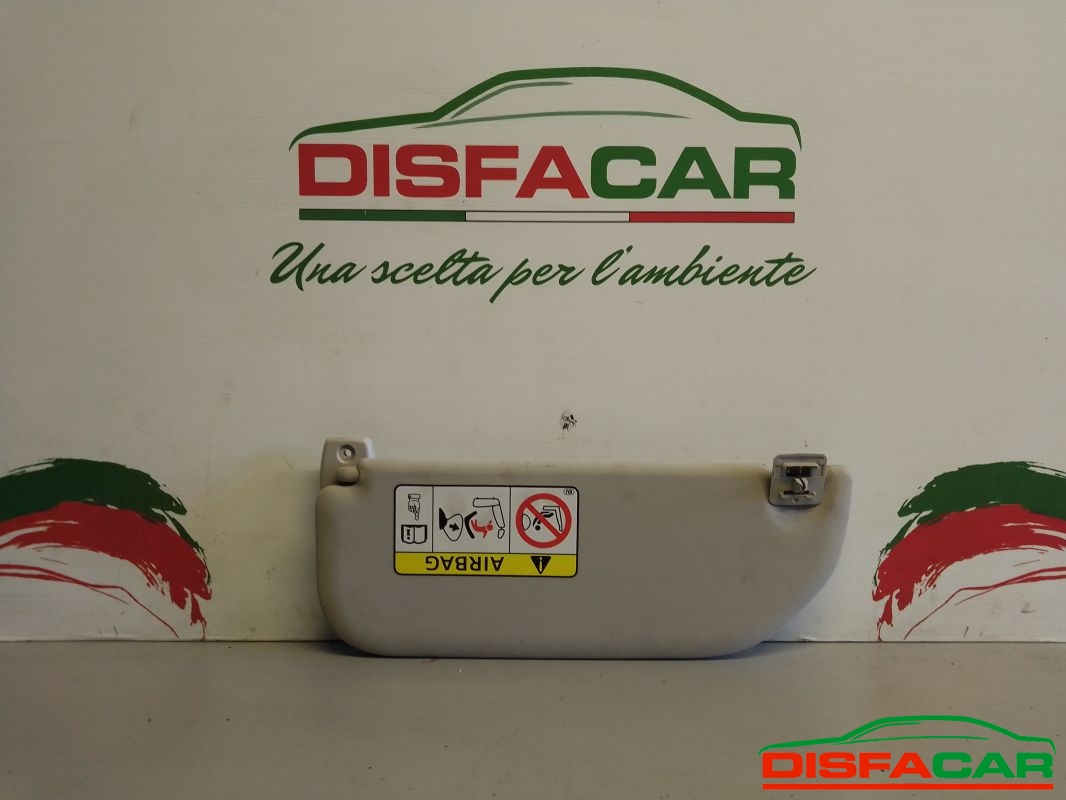 DISFACAR
Una scelta per l'ambiente
AIRBAG
DISFACAR